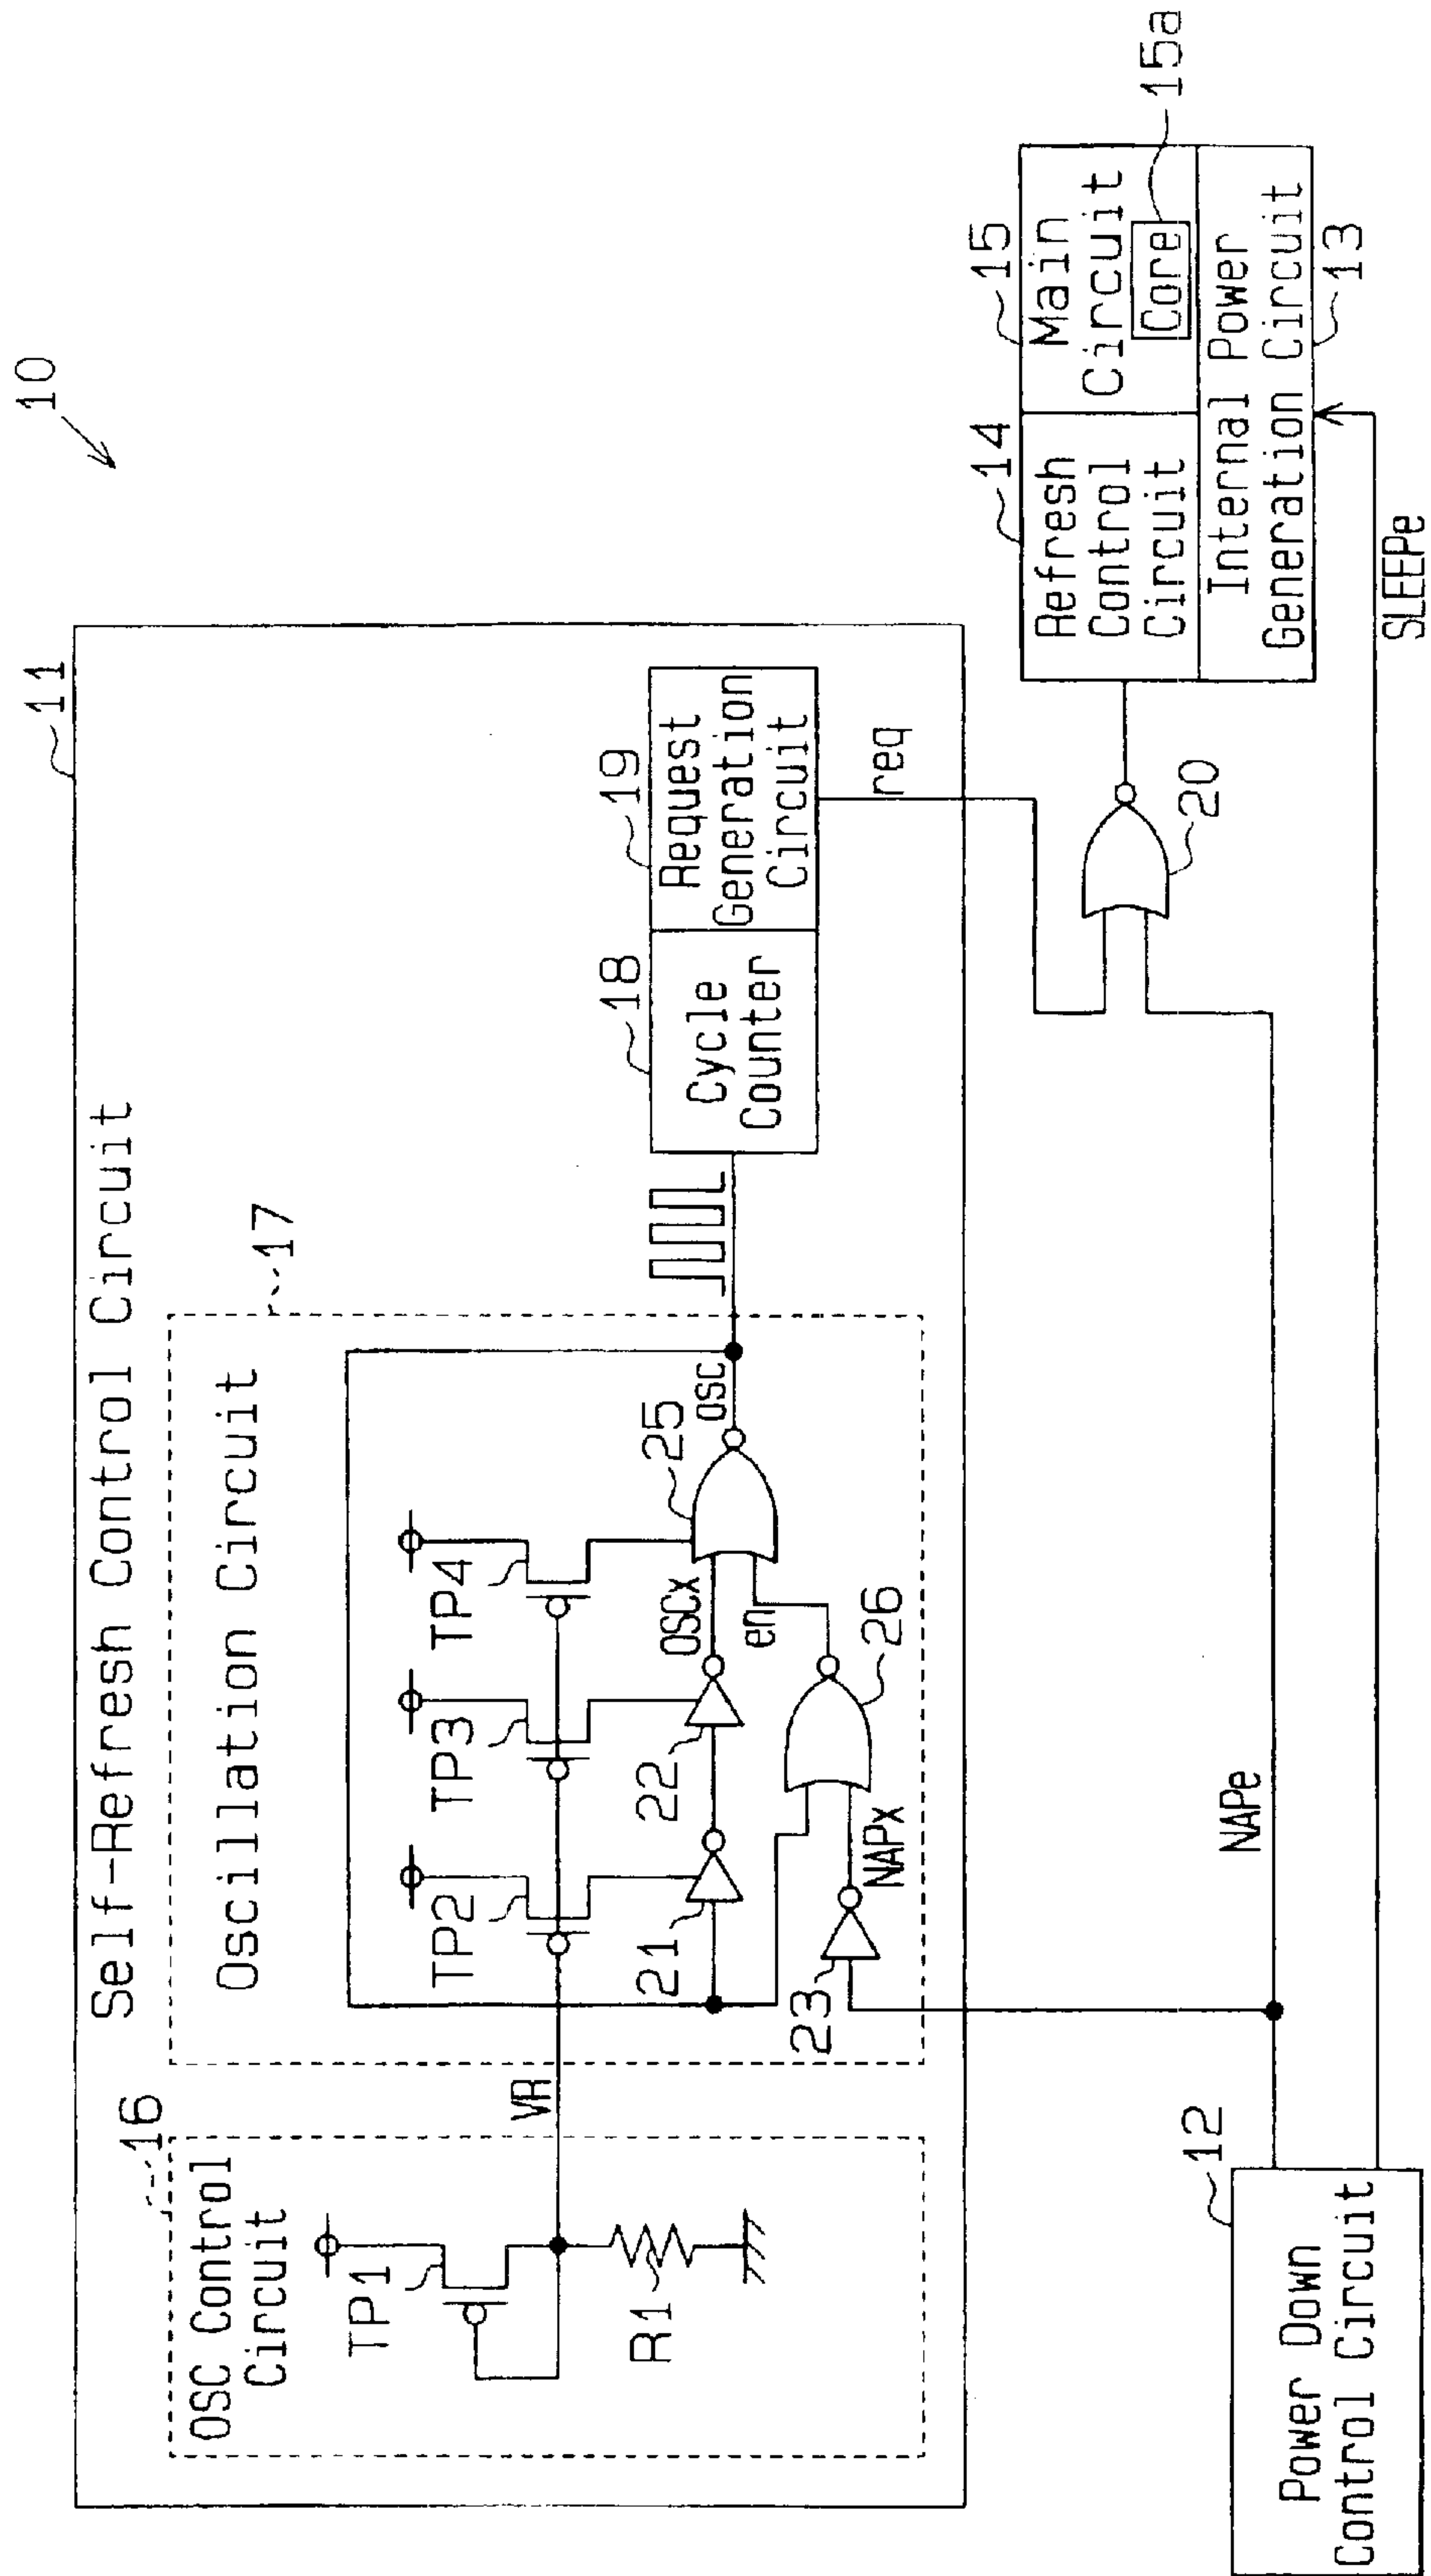 10
11
Self-Refresh Control Circuit
16
OSC Control
Circuit
TP1
R1
VR
17
Oscillation Circuit
TP2
TP3
TP4
21
22
OSCx
25
osc
en
23
NAPx
26
18
Cycle
Counter
19
Request
Generation
Circuit
req
12
Power Down
Control Circuit
NAPe
SLEEPe
20
14
Refresh
Control
Circuit
15
Main
Circuit
Core
15a
Internal Power
Generation Circuit
13